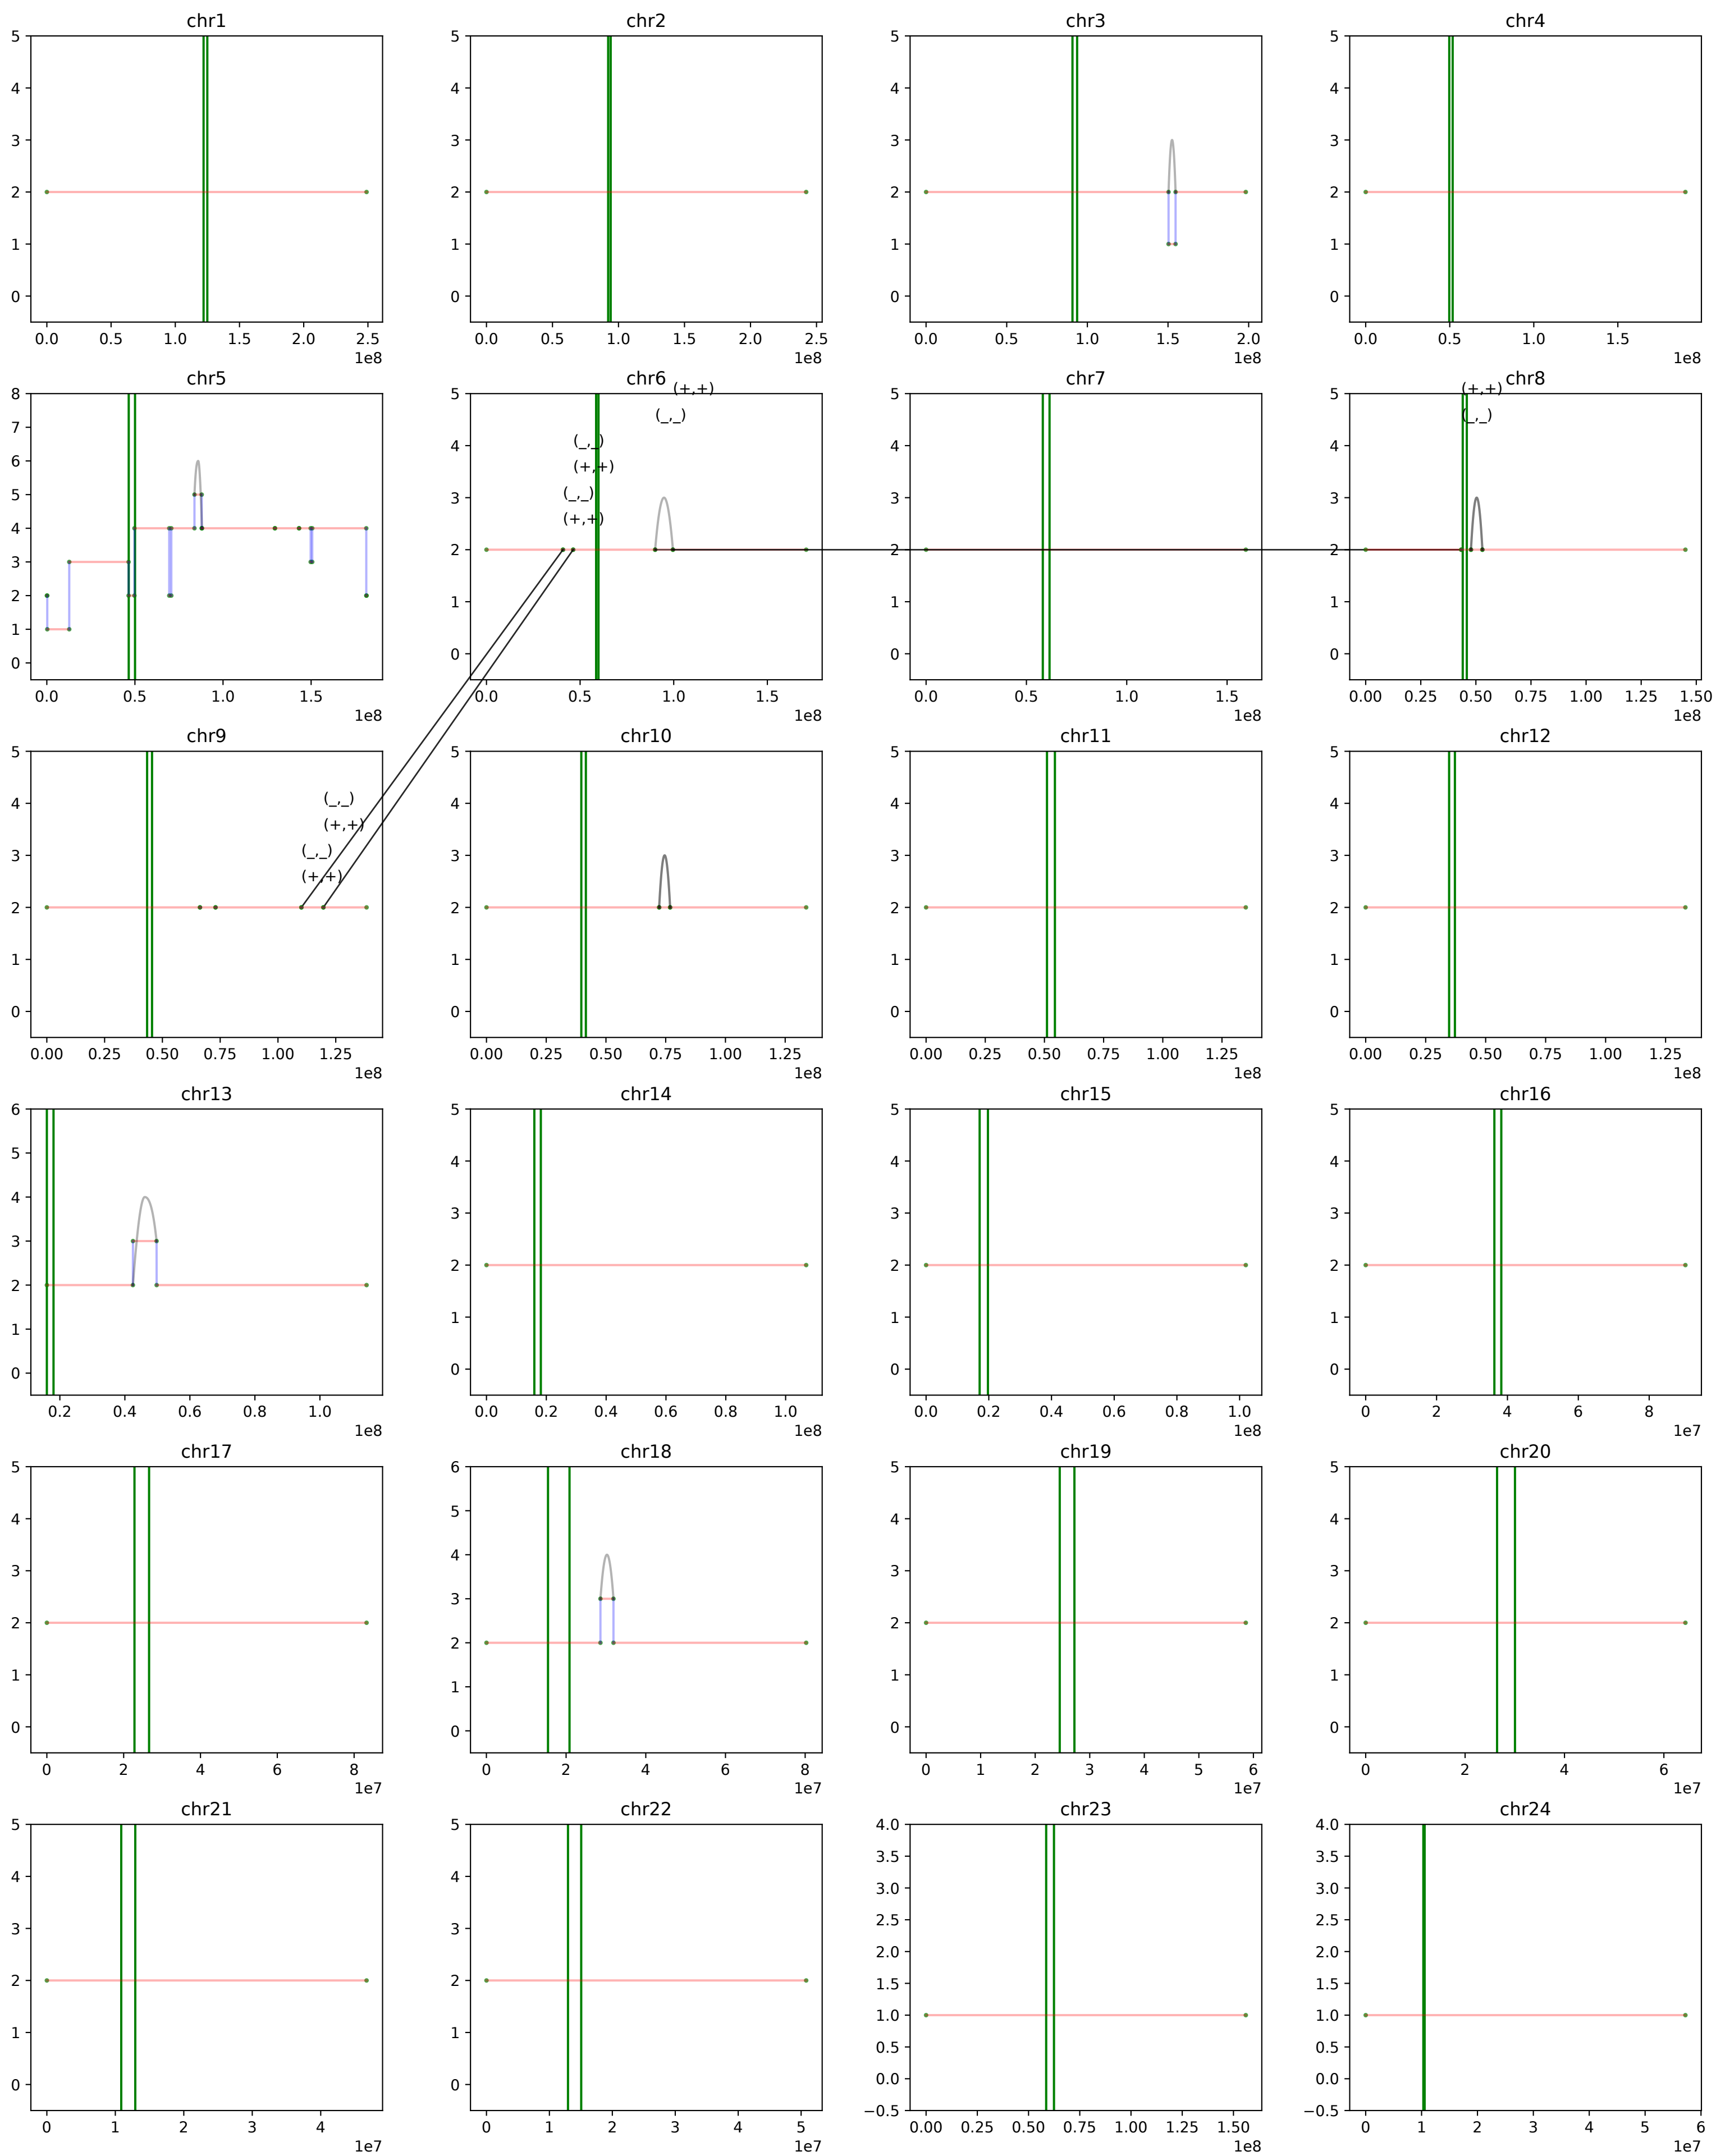 chr1
chr2
chr3
chr4
5 4 3 2 1 0
0.0 0.5 1.0 1.5 2.0 2.5
1e8
5 4 3 2 1 0
0.0 0.5 1.0 1.5 2.0 2.5
1e8
5 4 3 2 1 0
0.0 0.5 1.0 1.5 2.0
1e8
5 4 3 2 1 0
0.0 0.5 1.0 1.5
1e8
chr5
chr6
chr7
chr8
8 7 6 5 4 3 2 1 0
0.0 0.5 1.0 1.5
1e8
5 4 3 2 1 0
(+,+)
(_,_)
(_,_)
(+,+)
(_,_)
(+,+)
0.0 0.5 1.0 1.5
1e8
5 4 3 2 1 0
0.0 0.5 1.0 1.5
1e8
5 4 3 2 1 0
(+,+)
(_,_)
0.00 0.25 0.50 0.75 1.00 1.25 1.50
1e8
chr9
chr10
chr11
chr12
5 4 3 2 1 0
(_,_)
(+,+)
(_,_)
(+,+)
0.00 0.25 0.50 0.75 1.00 1.25
1e8
5 4 3 2 1 0
0.00 0.25 0.50 0.75 1.00 1.25
1e8
5 4 3 2 1 0
0.00 0.25 0.50 0.75 1.00 1.25
1e8
5 4 3 2 1 0
0.00 0.25 0.50 0.75 1.00 1.25
1e8
chr13
chr14
chr15
chr16
6 5 4 3 2 1 0
0.2 0.4 0.6 0.8 1.0
1e8
5 4 3 2 1 0
0.0 0.2 0.4 0.6 0.8 1.0
1e8
5 4 3 2 1 0
0.0 0.2 0.4 0.6 0.8 1.0
1e8
5 4 3 2 1 0
0 2 4 6 8
1e7
chr17
chr18
chr19
chr20
5 4 3 2 1 0
0 2 4 6 8
1e7
6 5 4 3 2 1 0
0 2 4 6 8
1e7
5 4 3 2 1 0
0 1 2 3 4 5 6
1e7
5 4 3 2 1 0
0 2 4 6
1e7
chr21
chr22
chr23
chr24
5 4 3 2 1 0
0 1 2 3 4
1e7
5 4 3 2 1 0
0 1 2 3 4 5
1e7
4.0 3.5 3.0 2.5 2.0 1.5 1.0 0.5 0.0 −0.5
0.00 0.25 0.50 0.75 1.00 1.25 1.50
1e8
4.0 3.5 3.0 2.5 2.0 1.5 1.0 0.5 0.0 −0.5
0 1 2 3 4 5 6
1e7